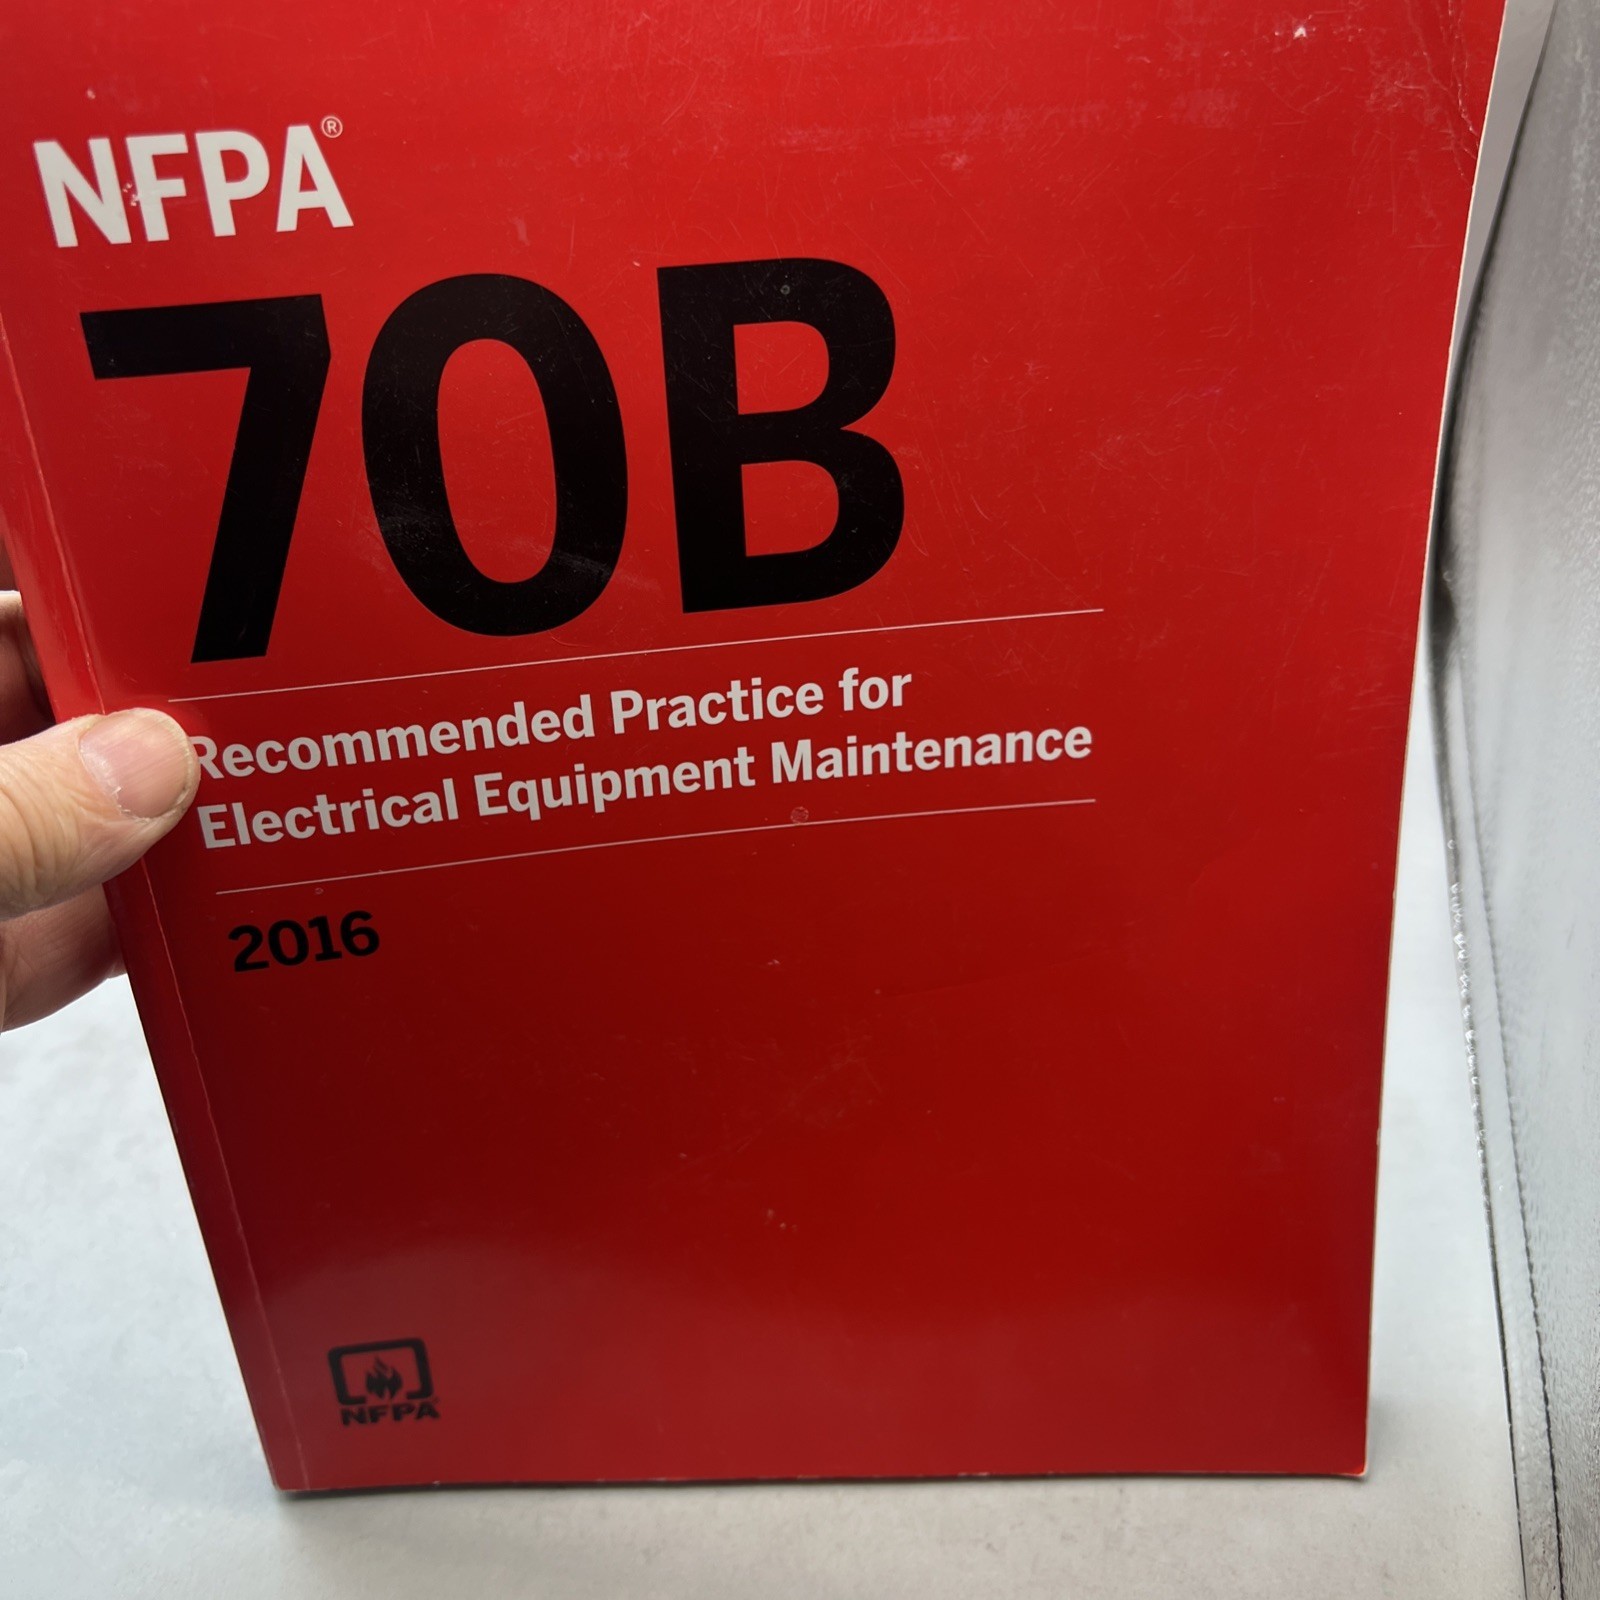 NFPA®
70B
Recommended Practice for
Electrical Equipment Maintenance
2016
NFPA